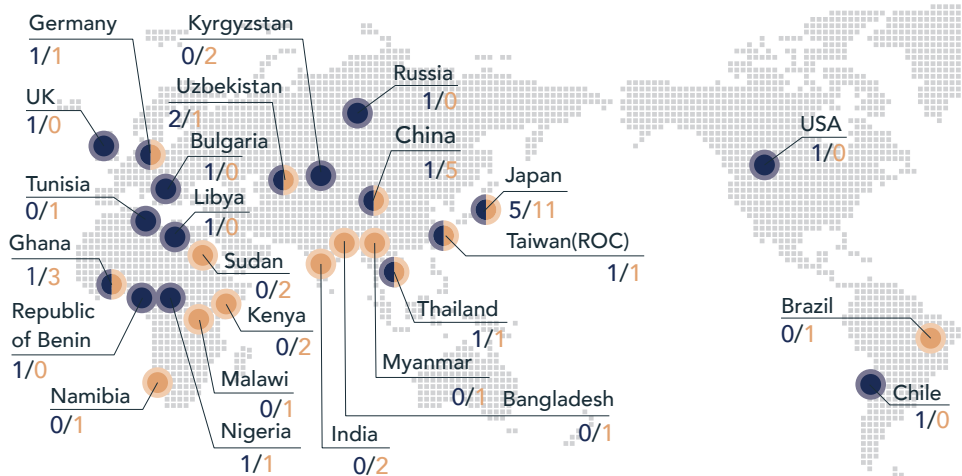 Germany
1/1
Kyrgyzstan
0/2
Russia
1/0
UK
1/0
Uzbekistan
2/1
China
1/5
USA
1/0
Bulgaria
1/0
Tunisia
0/1
Libya
1/0
Japan
5/11
Taiwan(ROC)
1/1
Ghana
1/3
Sudan
0/2
Republic
of Benin
1/0
Kenya
0/2
Thailand
1/1
Brazil
0/1
Namibia
0/1
Malawi
0/1
Myanmar
0/1
Bangladesh
0/1
Chile
1/0
Nigeria
1/1
India
0/2